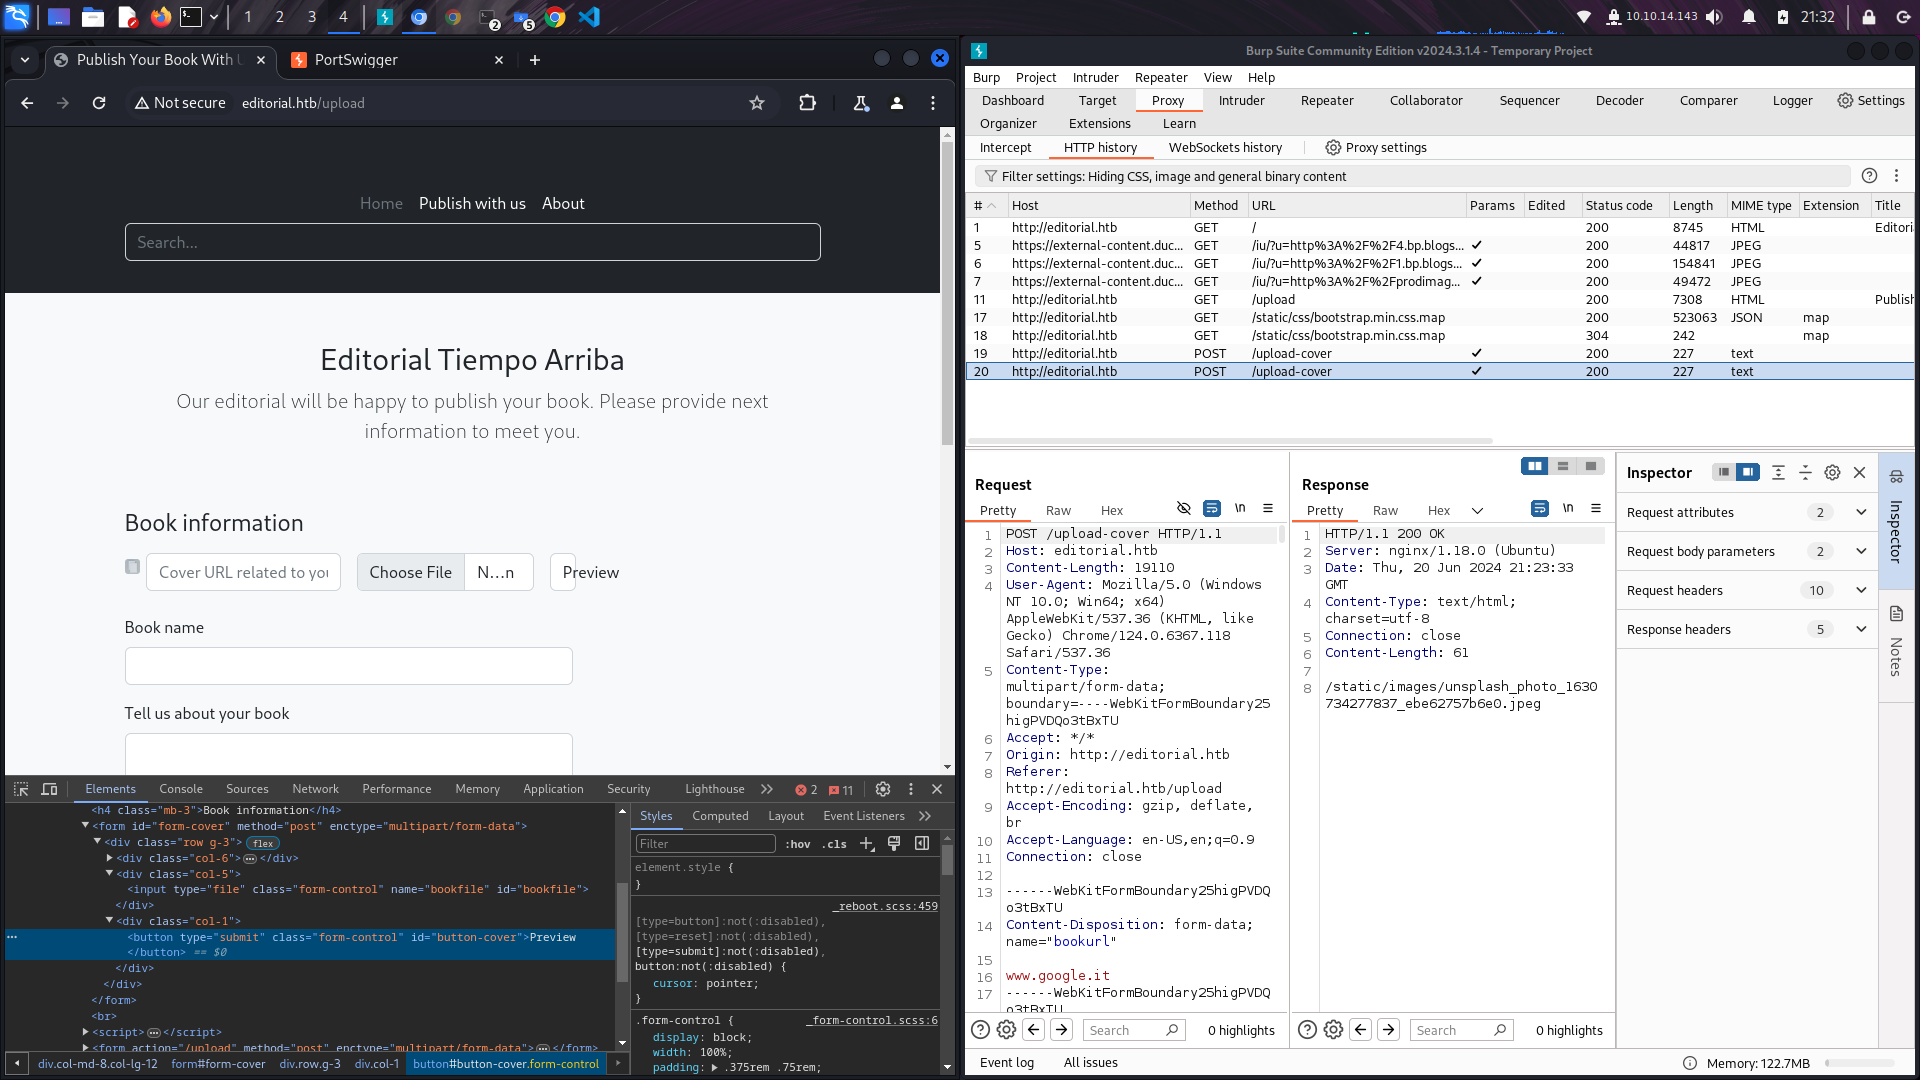 1 2 3 4 2 5 10.10.14.143 21:32
Publish Your Book With U
PortSwigger
Not secure editorial.htb/upload
Home Publish with us About
Search...
Editorial Tiempo Arriba
Our editorial will be happy to publish your book. Please provide next
information to meet you.
Book information
Cover URL related to you Choose File N...n Preview
Book name
Tell us about your book
Elements Console Sources Network Performance Memory Application Security Lighthouse 2 11
<h4 class="mb-3">Book information</h4>
<form id="form-cover" method="post" enctype="multipart/form-data">
<div class="row g-3"> flex
<div class="col-6"> </div>
<div class="col-5">
<input type="file" class="form-control" name="bookfile" id="bookfile">
</div>
<div class="col-1">
<button type="submit" class="form-control" id="button-cover">Preview
</button> == $0
</div>
</div>
</form>
<br>
<script> </script>
<form action="/upload" method="post" enctype="multipart/form-data"> </form>
div.col-md-8.col-lg-12 form#form-cover div.row.g-3 div.col-1 button#button-cover.form-control
Styles Computed Layout Event Listeners
Filter :hov .cls
element.style {
}
_reboot.scss:459
[type=button]:not(:disabled),
[type=reset]:not(:disabled),
[type=submit]:not(:disabled),
button:not(:disabled) {
cursor: pointer;
}
.form-control { _form-control.scss:6
display: block;
width: 100%;
padding: .375rem .75rem;
Burp Suite Community Edition v2024.3.1.4 - Temporary Project
Burp Project Intruder Repeater View Help
Dashboard Target Proxy Intruder Repeater Collaborator Sequencer Decoder Comparer Logger Settings
Organizer Extensions Learn
Intercept HTTP history WebSockets history Proxy settings
Filter settings: Hiding CSS, image and general binary content
# Host Method URL Params Edited Status code Length MIME type Extension Title
1 http://editorial.htb GET / 200 8745 HTML Editori
5 https://external-content.duc... GET /iu/?u=http%3A%2F%2F4.bp.blogs... ✓ 200 44817 JPEG
6 https://external-content.duc... GET /iu/?u=http%3A%2F%2F1.bp.blogs... ✓ 200 154841 JPEG
7 https://external-content.duc... GET /iu/?u=http%3A%2F%2Fprodimag... ✓ 200 49472 JPEG
11 http://editorial.htb GET /upload 200 7308 HTML Publish
17 http://editorial.htb GET /static/css/bootstrap.min.css.map 200 523063 JSON map
18 http://editorial.htb GET /static/css/bootstrap.min.css.map 304 242 map
19 http://editorial.htb POST /upload-cover ✓ 200 227 text
20 http://editorial.htb POST /upload-cover ✓ 200 227 text
Request
Pretty Raw Hex \n
1 POST /upload-cover HTTP/1.1
2 Host: editorial.htb
3 Content-Length: 19110
4 User-Agent: Mozilla/5.0 (Windows
NT 10.0; Win64; x64)
AppleWebKit/537.36 (KHTML, like
Gecko) Chrome/124.0.6367.118
Safari/537.36
5 Content-Type:
multipart/form-data;
boundary=----WebKitFormBoundary25
higPVDQo3tBxTU
6 Accept: */*
7 Origin: http://editorial.htb
8 Referer:
http://editorial.htb/upload
9 Accept-Encoding: gzip, deflate,
br
10 Accept-Language: en-US,en;q=0.9
11 Connection: close
12
13 ------WebKitFormBoundary25higPVDQ
o3tBxTU
14 Content-Disposition: form-data;
name="bookurl"
15
16 www.google.it
17 ------WebKitFormBoundary25higPVDQ
o3tBxTU
Search 0 highlights
Response
Pretty Raw Hex \n
1 HTTP/1.1 200 OK
2 Server: nginx/1.18.0 (Ubuntu)
3 Date: Thu, 20 Jun 2024 21:23:33
GMT
4 Content-Type: text/html;
charset=utf-8
5 Connection: close
6 Content-Length: 61
7
8 /static/images/unsplash_photo_1630
734277837_ebe62757b6e0.jpeg
Search 0 highlights
Inspector
Request attributes 2
Request body parameters 2
Request headers 10
Response headers 5
Inspector
Notes
Event log All issues Memory: 122.7MB